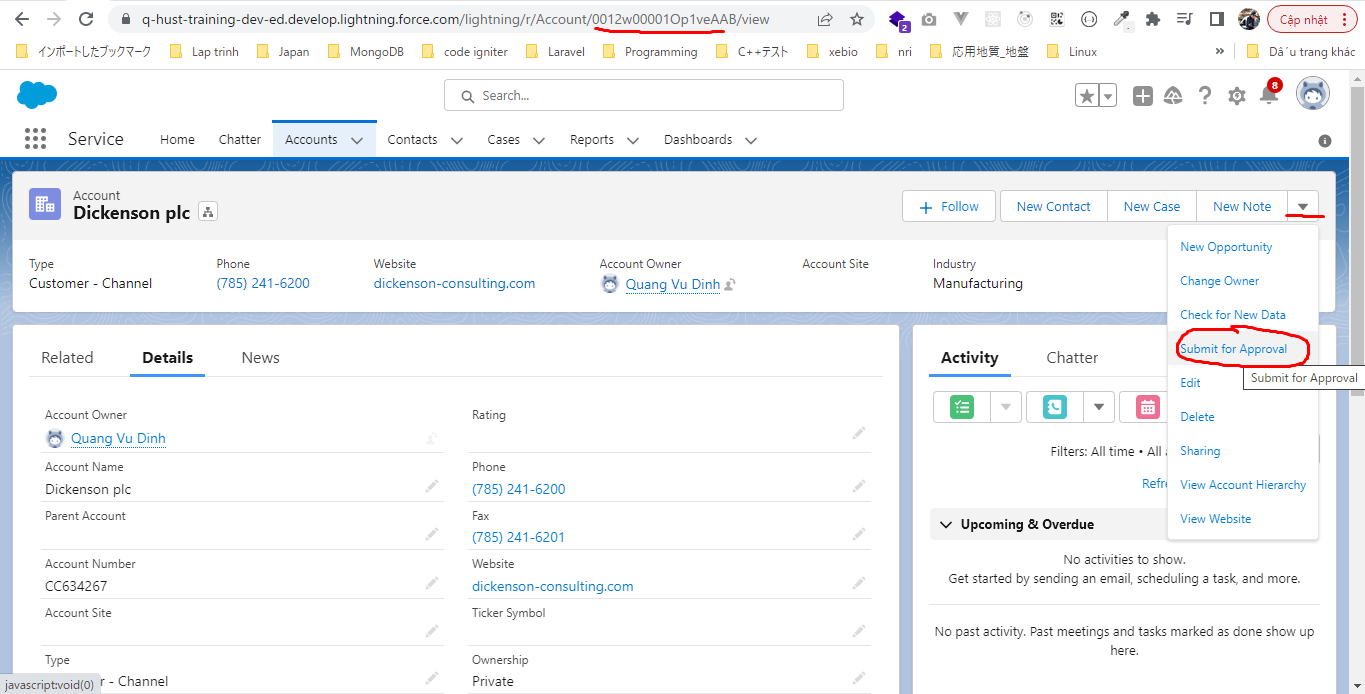 q-hust-training-dev-ed.develop.lightning.force.com/lightning/r/Account/0012w00001Op1veAAB/view
2
Cập nhật
インポートしたブックマーク Lap trinh Japan MongoDB code igniter Laravel Programming C++テスト xebio nri 応用地質_地盤 Linux » Dấu trang khác
Search...
8
Service Home Chatter Accounts Contacts Cases Reports Dashboards
Account
Dickenson plc
Follow New Contact New Case New Note
Type Phone Website Account Owner Account Site Industry
Customer - Channel (785) 241-6200 dickenson-consulting.com Quang Vu Dinh Manufacturing
New Opportunity
Change Owner
Check for New Data
Submit for Approval
Edit
Submit for Approval
Delete
Sharing
View Account Hierarchy
View Website
Related Details News
Account Owner Rating
Quang Vu Dinh
Account Name Phone
Dickenson plc (785) 241-6200
Parent Account Fax
(785) 241-6201
Account Number Website
CC634267 dickenson-consulting.com
Account Site Ticker Symbol
Type Ownership
r - Channel Private
javascript:void(0)
Activity Chatter
Filters: All time • All a
Refre
Upcoming & Overdue
No activities to show.
Get started by sending an email, scheduling a task, and more.
No past activity. Past meetings and tasks marked as done show up
here.